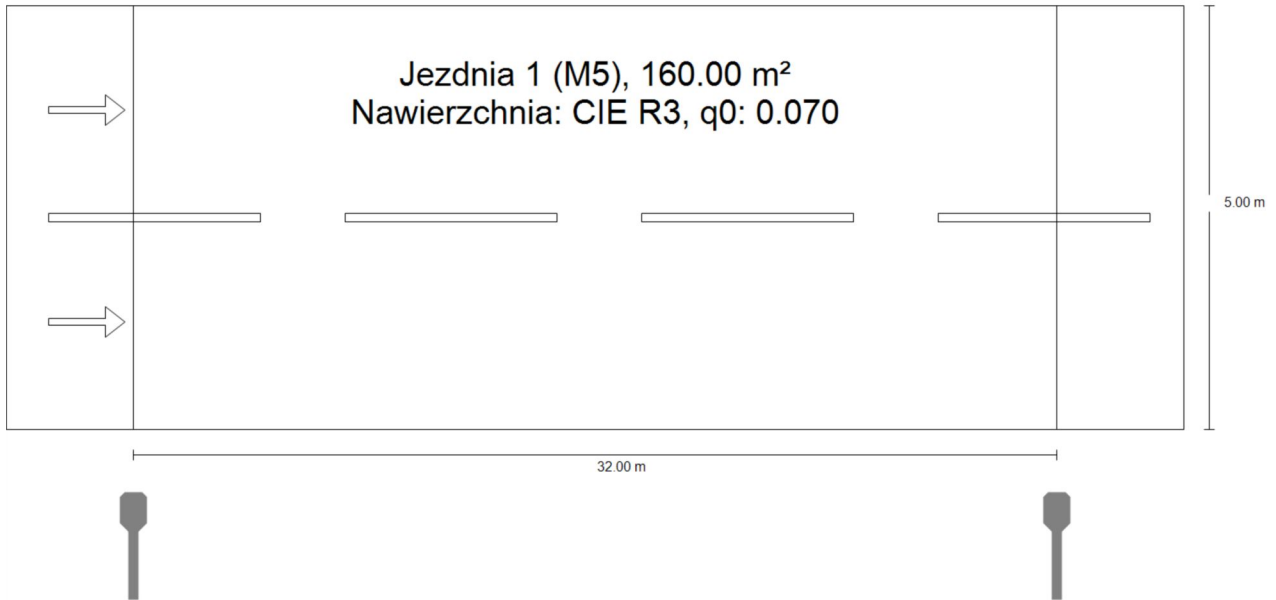 Jezdnia 1 (M5), 160.00 m²
Nawierzchnia: CIE R3, q0: 0.070
5.00 m
32.00 m